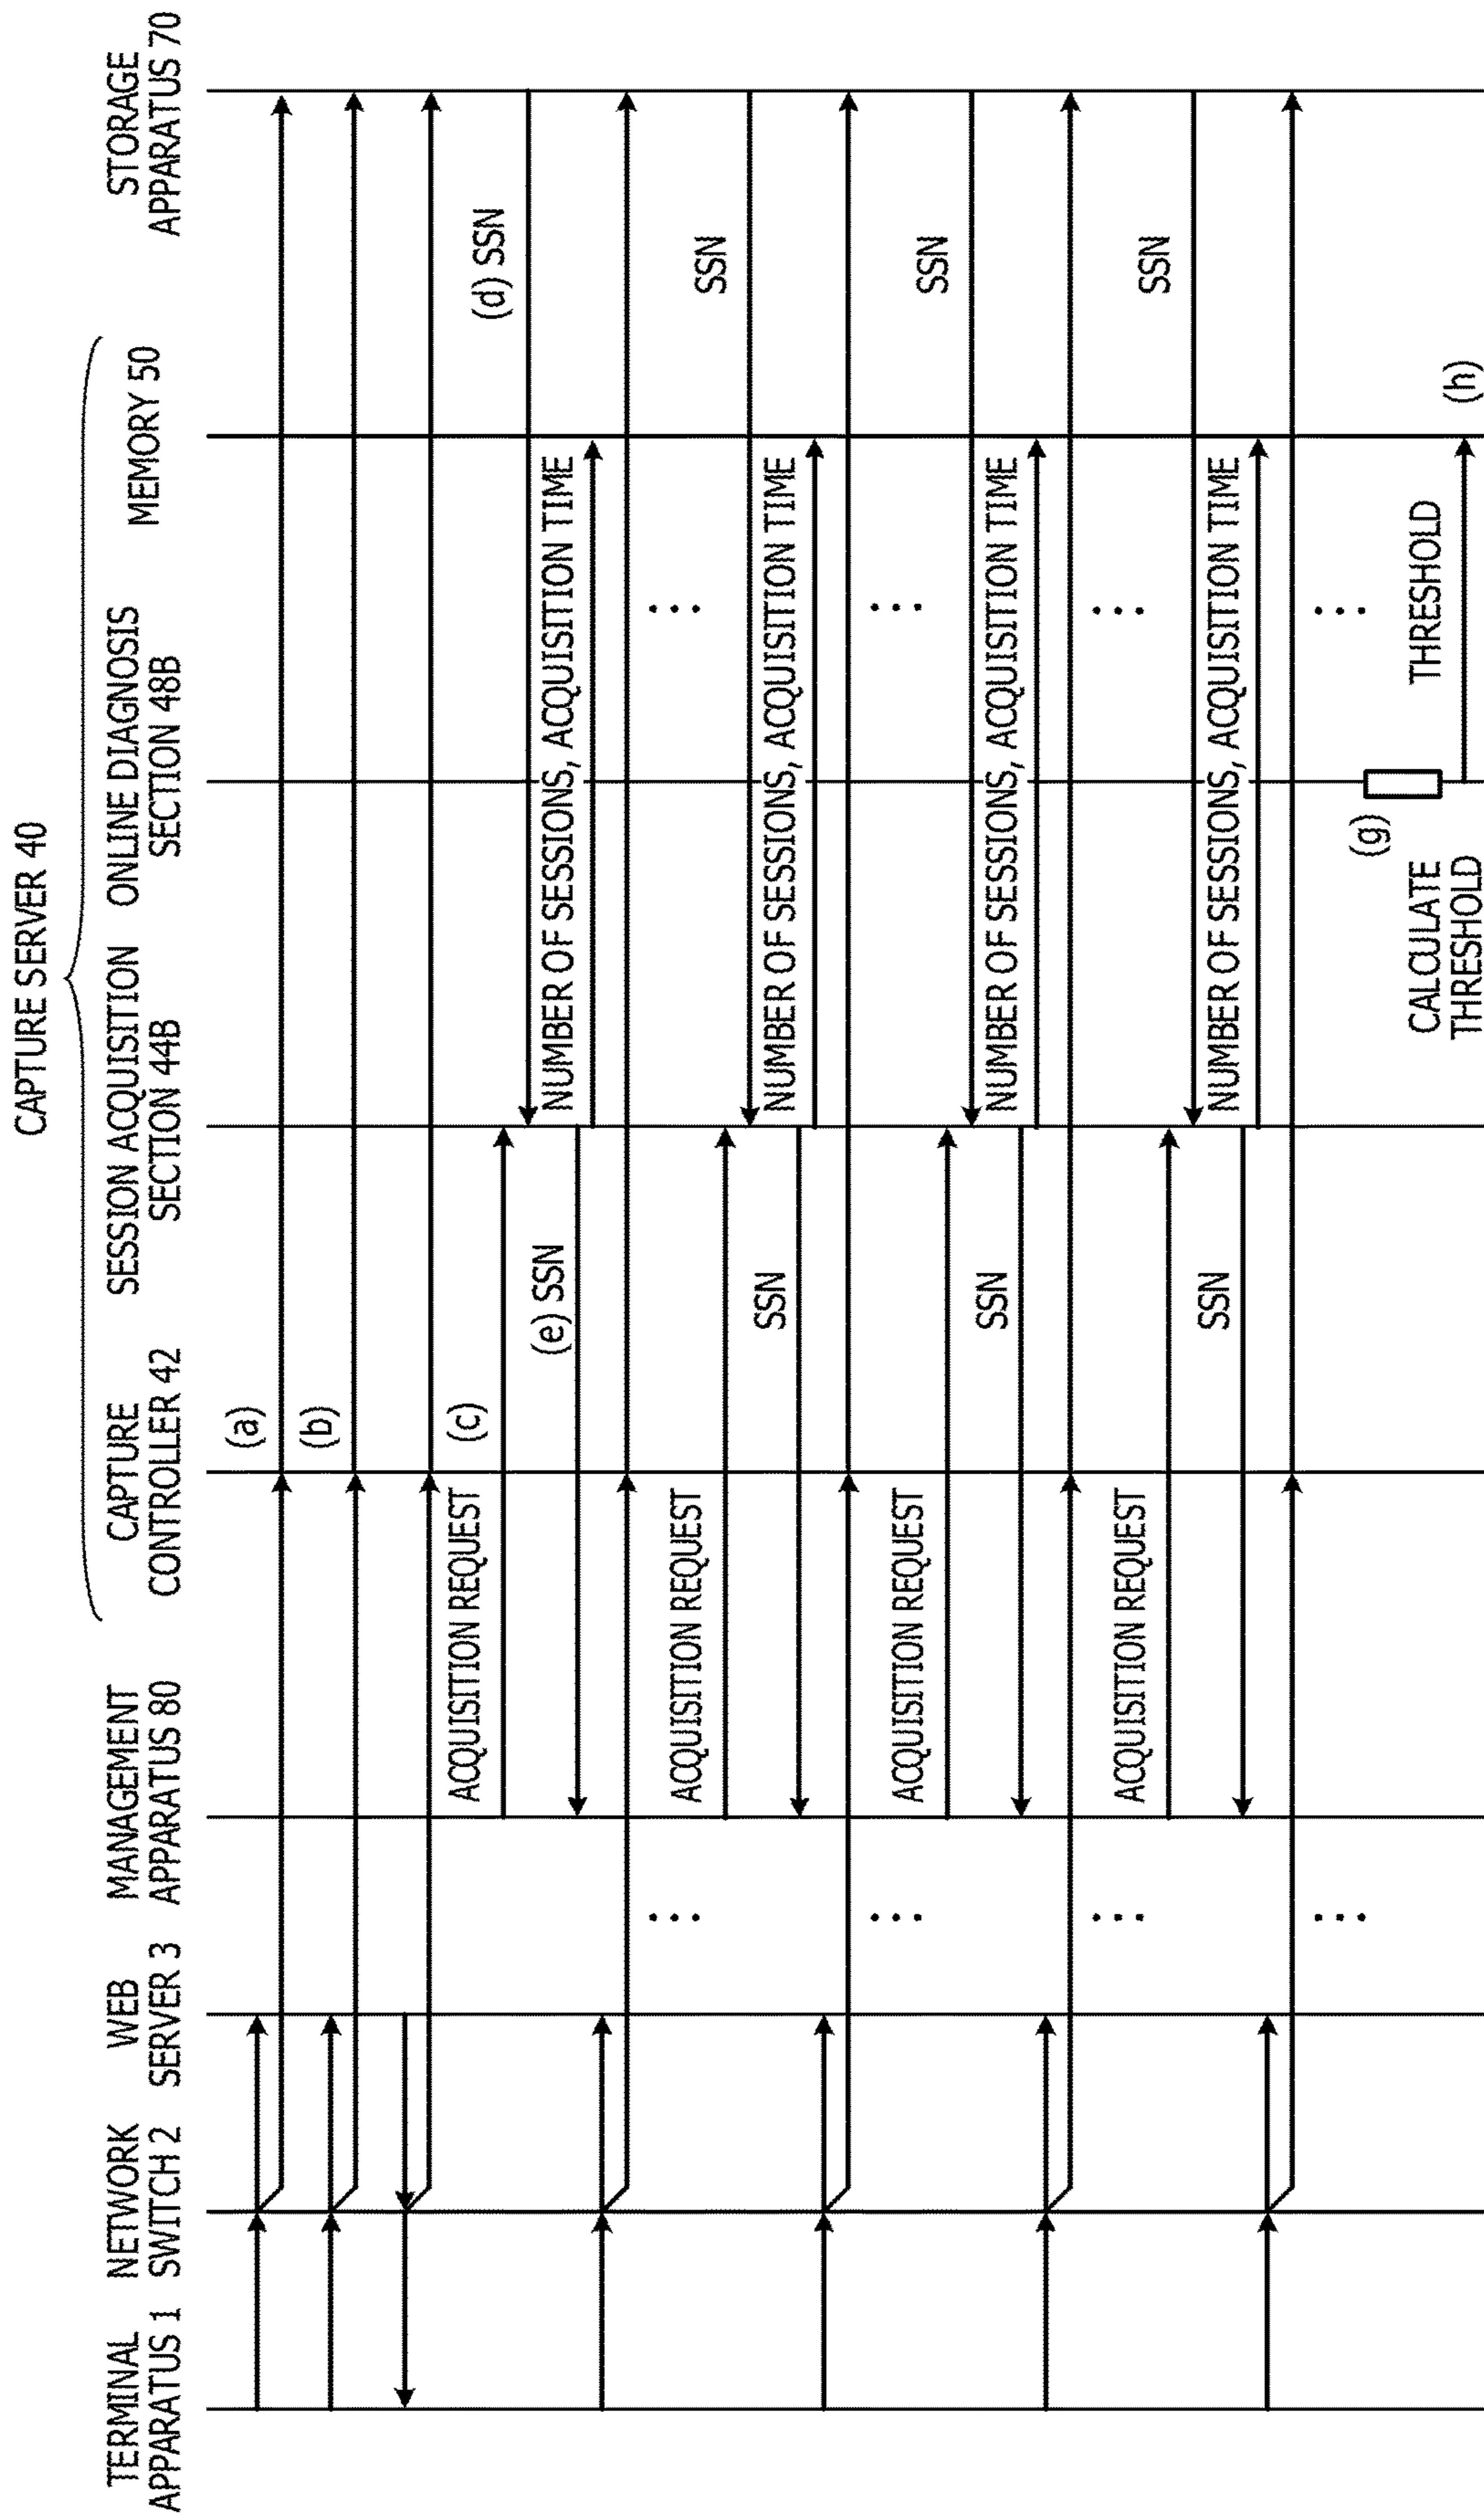 CAPTURE SERVER 40
TERMINAL
APPARATUS 1
NETWORK
SWITCH 2
WEB
SERVER 3
MANAGEMENT
APPARATUS 80
CAPTURE
CONTROLLER 42
SESSION ACQUISITION
SECTION 44B
ONLINE DIAGNOSIS
SECTION 48B
MEMORY 50
STORAGE
APPARATUS 70
(a)
(b)
ACQUISITION REQUEST
(c)
(d) SSN
(e) SSN
NUMBER OF SESSIONS, ACQUISITION TIME
...
...
ACQUISITION REQUEST
SSN
SSN
NUMBER OF SESSIONS, ACQUISITION TIME
...
...
ACQUISITION REQUEST
SSN
SSN
NUMBER OF SESSIONS, ACQUISITION TIME
...
...
ACQUISITION REQUEST
SSN
SSN
NUMBER OF SESSIONS, ACQUISITION TIME
...
...
(g)
CALCULATE
THRESHOLD
THRESHOLD
(h)